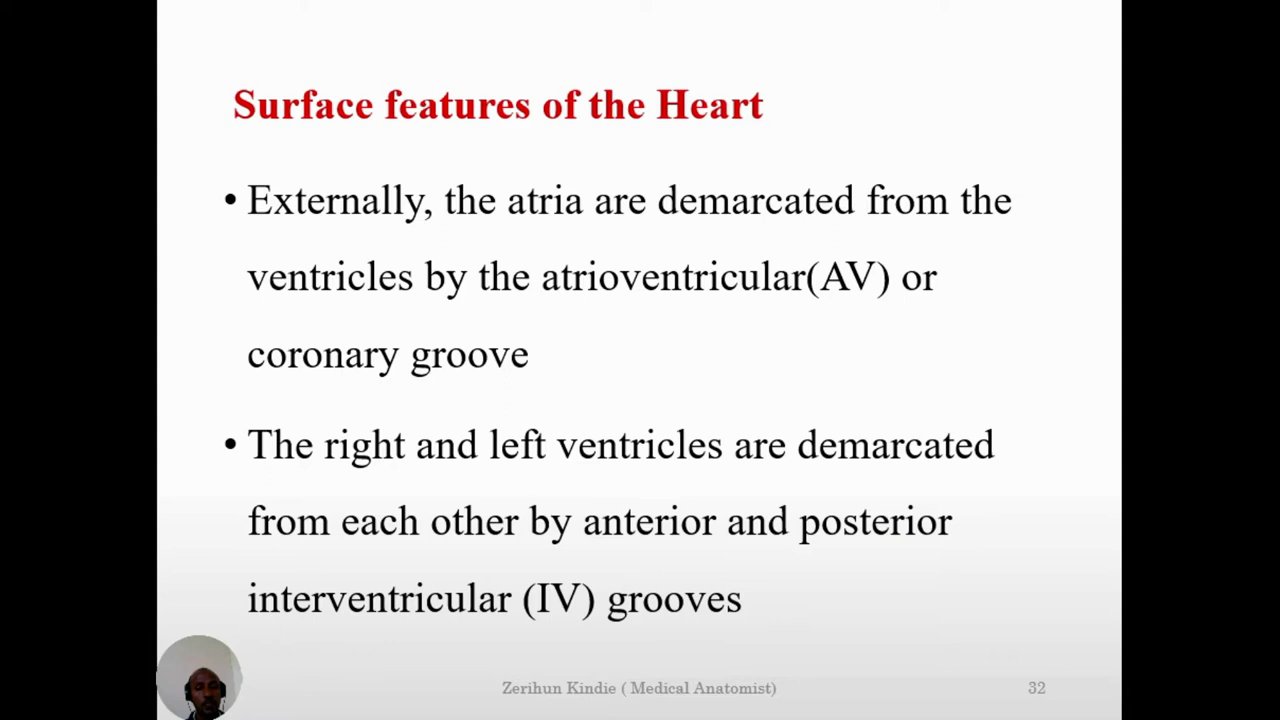 Surface features of the Heart
• Externally, the atria are demarcated from the
ventricles by the atrioventricular(AV) or
coronary groove
• The right and left ventricles are demarcated
from each other by anterior and posterior
interventricular (IV) grooves
Zerihun Kindie ( Medical Anatomist)
32